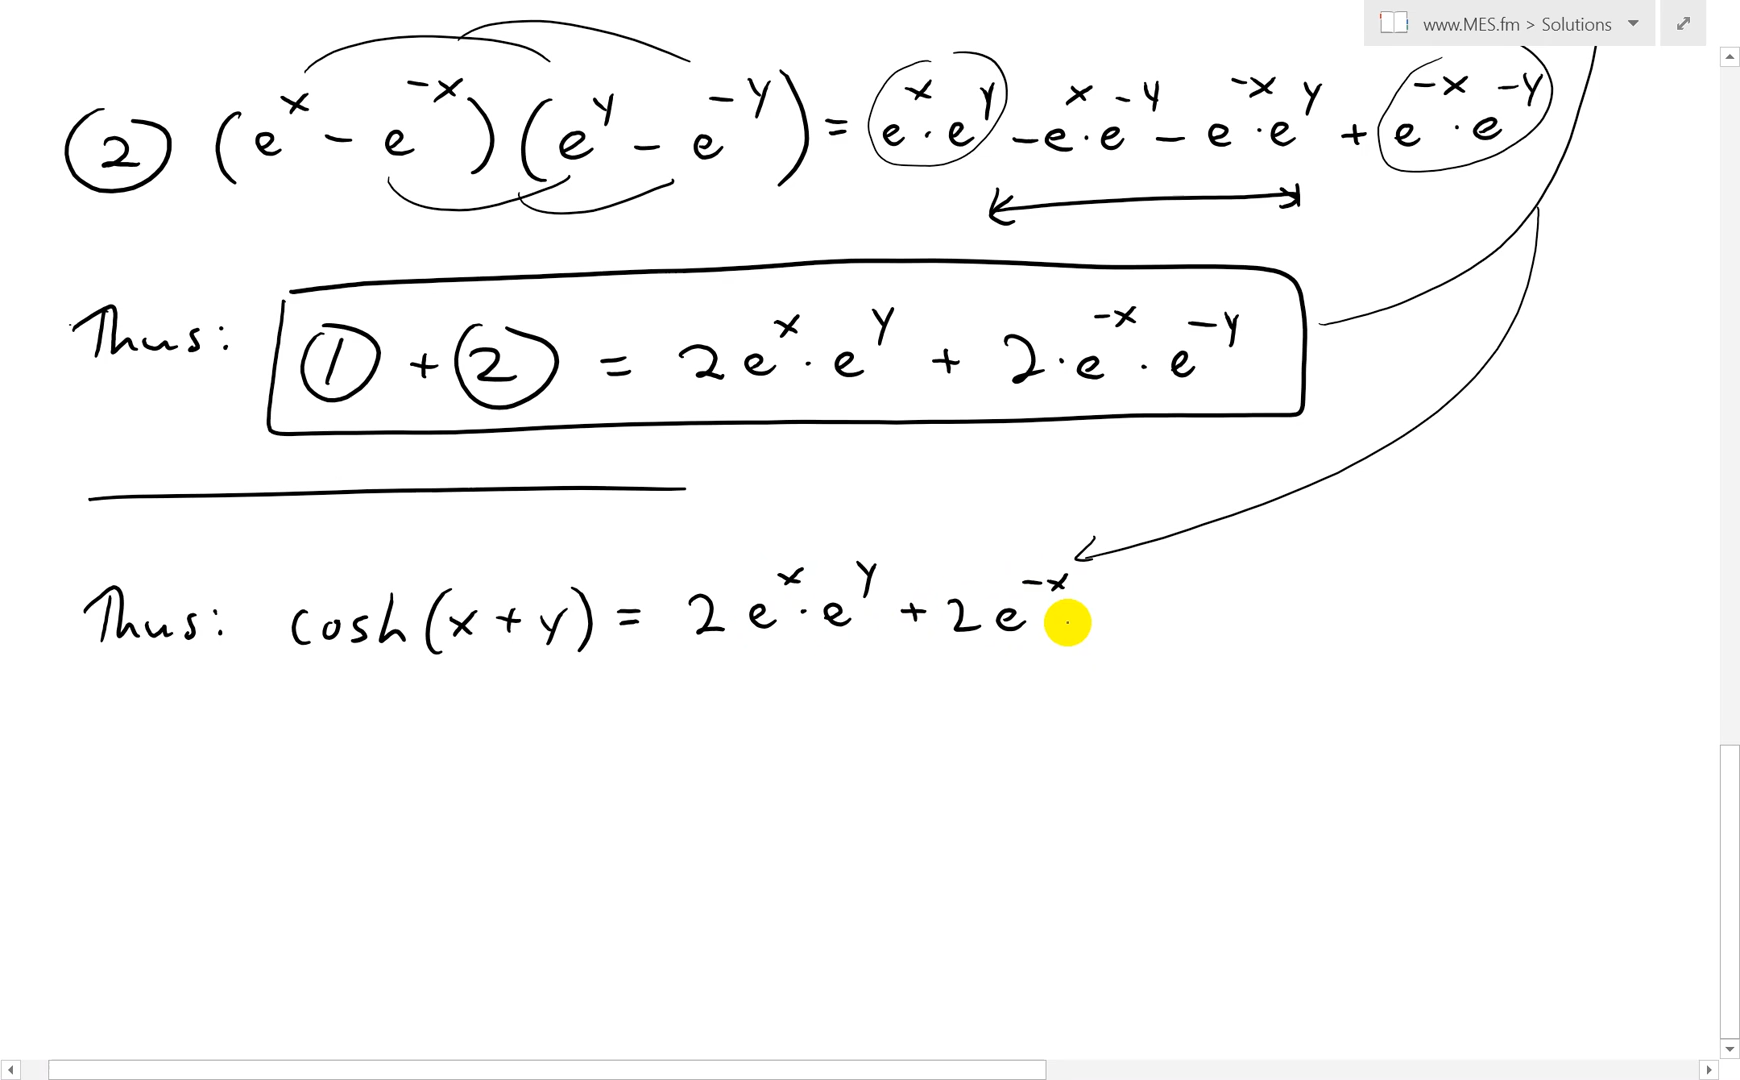 www.MES.fm > Solutions
② (e^x - e^-x)(e^y - e^-y) = e^x · e^y - e^x · e^-y - e^-x · e^y + e^-x · e^-y
Thus: ① + ② = 2e^x · e^y + 2 · e^-x · e^-y
Thus: cosh(x + y) = 2e^x · e^y + 2e^-x ·